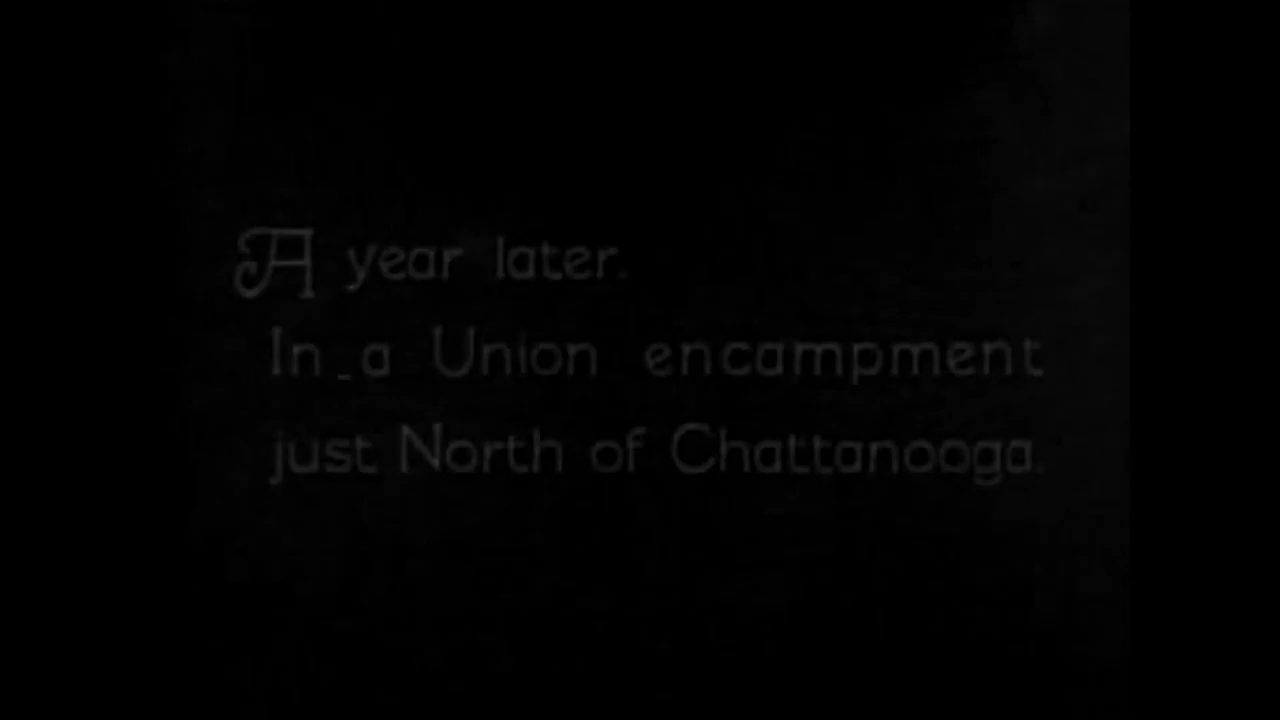 A year later.
In a Union encampment
just North of Chattanooga.